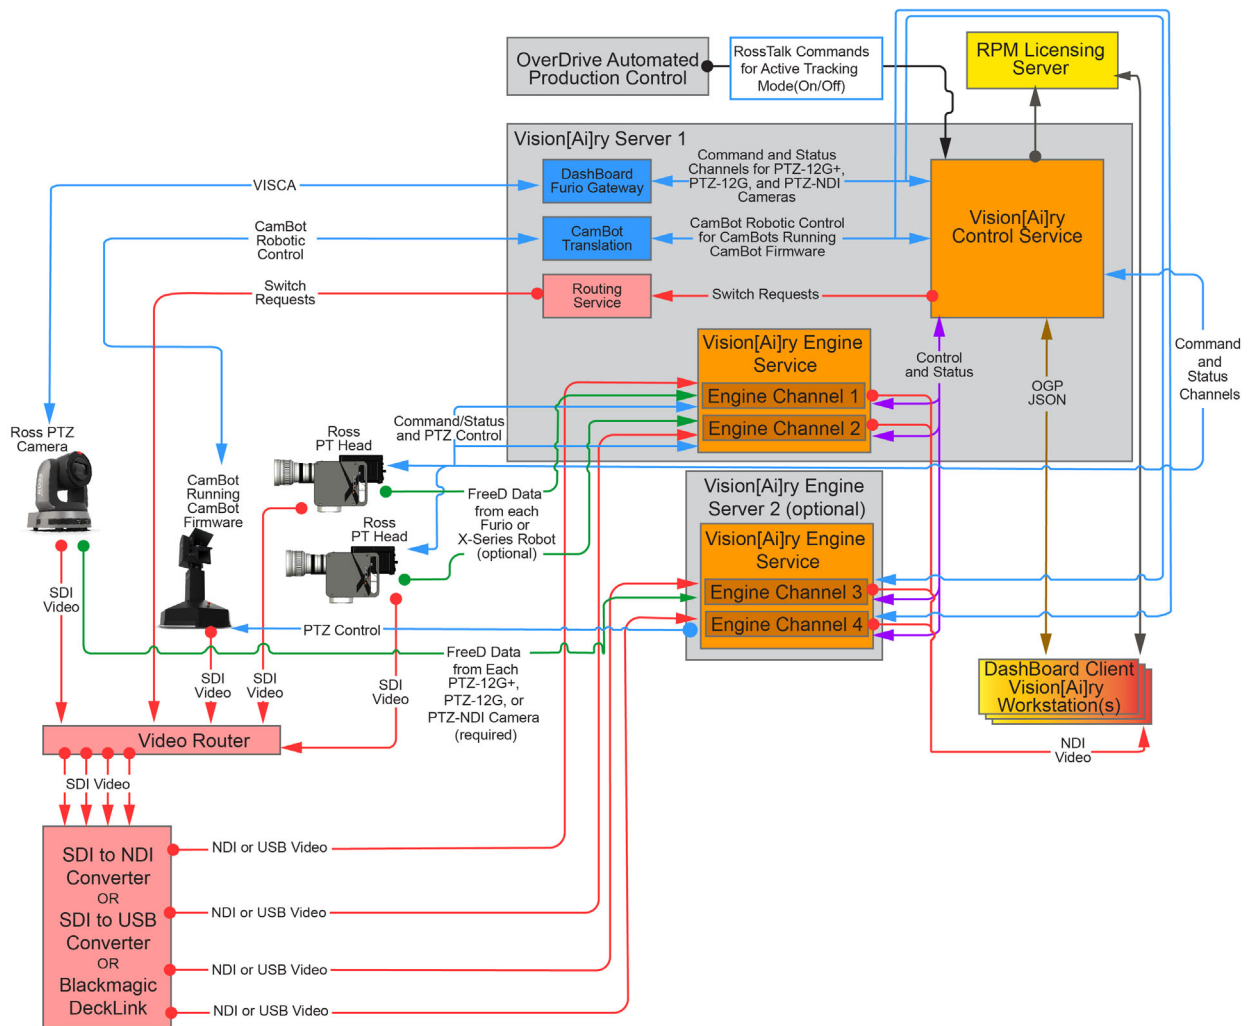 OverDrive Automated
Production Control
RossTalk Commands
for Active Tracking
Mode(On/Off)
RPM Licensing
Server
Vision[Ai]ry Server 1
DashBoard
Furio Gateway
Command and Status
Channels for PTZ-12G+,
PTZ-12G, and PTZ-NDI
Cameras
Vision[Ai]ry
Control Service
VISCA
CamBot
Robotic
Control
CamBot
Translation
CamBot Robotic Control
for CamBots Running
CamBot Firmware
Switch
Requests
Routing
Service
Switch Requests
Vision[Ai]ry Engine
Service
Engine Channel 1
Engine Channel 2
Control
and Status
OGP
JSON
Command
and
Status
Channels
Ross PTZ
Camera
Ross
PT Head
Command/Status
and PTZ Control
CamBot
Running
CamBot
Firmware
Ross
PT Head
FreeD Data
from each
Furio or
X-Series Robot
(optional)
Vision[Ai]ry Engine
Server 2 (optional)
Vision[Ai]ry Engine
Service
Engine Channel 3
Engine Channel 4
SDI
Video
PTZ Control
SDI
Video
SDI
Video
SDI
Video
FreeD Data
from Each
PTZ-12G+,
PTZ-12G, or
PTZ-NDI Camera
(required)
DashBoard Client
Vision[Ai]ry
Workstation(s)
NDI
Video
Video Router
SDI Video
SDI to NDI
Converter
OR
SDI to USB
Converter
OR
Blackmagic
DeckLink
NDI or USB Video
NDI or USB Video
NDI or USB Video
NDI or USB Video